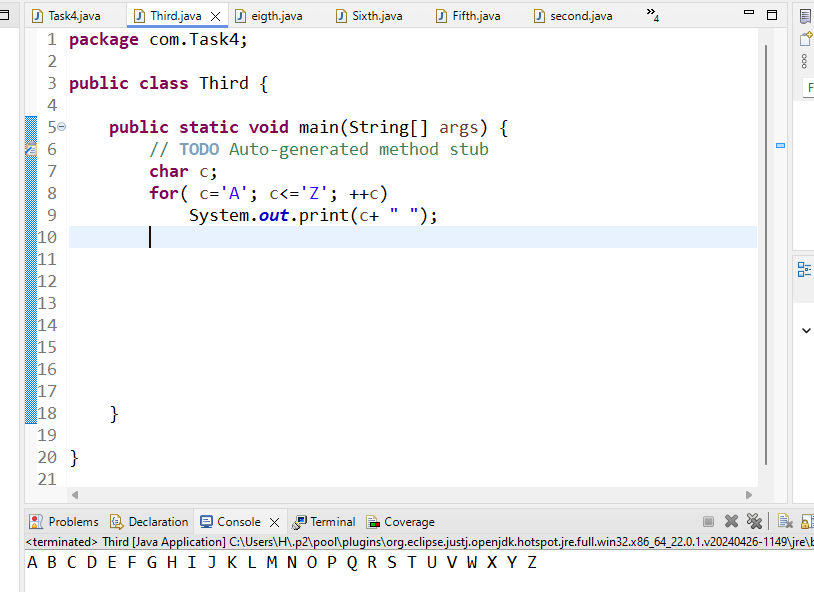 Task4.java Third.java eigth.java Sixth.java Fifth.java second.java »4
1 package com.Task4;
2
3 public class Third {
4
5 public static void main(String[] args) {
6 // TODO Auto-generated method stub
7 char c;
8 for( c='A'; c<='Z'; ++c)
9 System.out.print(c+ " ");
10
11
12
13
14
15
16
17
18 }
19
20 }
21
Problems Declaration Console Terminal Coverage
<terminated> Third [Java Application] C:\Users\H\.p2\pool\plugins\org.eclipse.justj.openjdk.hotspot.jre.full.win32.x86_64_22.0.1.v20240426-1149\jre\b
A B C D E F G H I J K L M N O P Q R S T U V W X Y Z